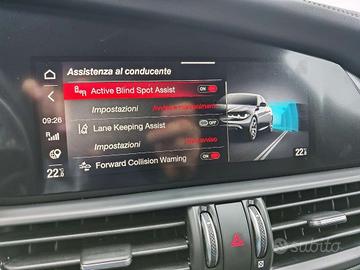 Assistenza al conducente
Active Blind Spot Assist ON
Impostazioni
09:26
Lane Keeping Assist OFF
Impostazioni
Forward Collision Warning ON
22
22
subito